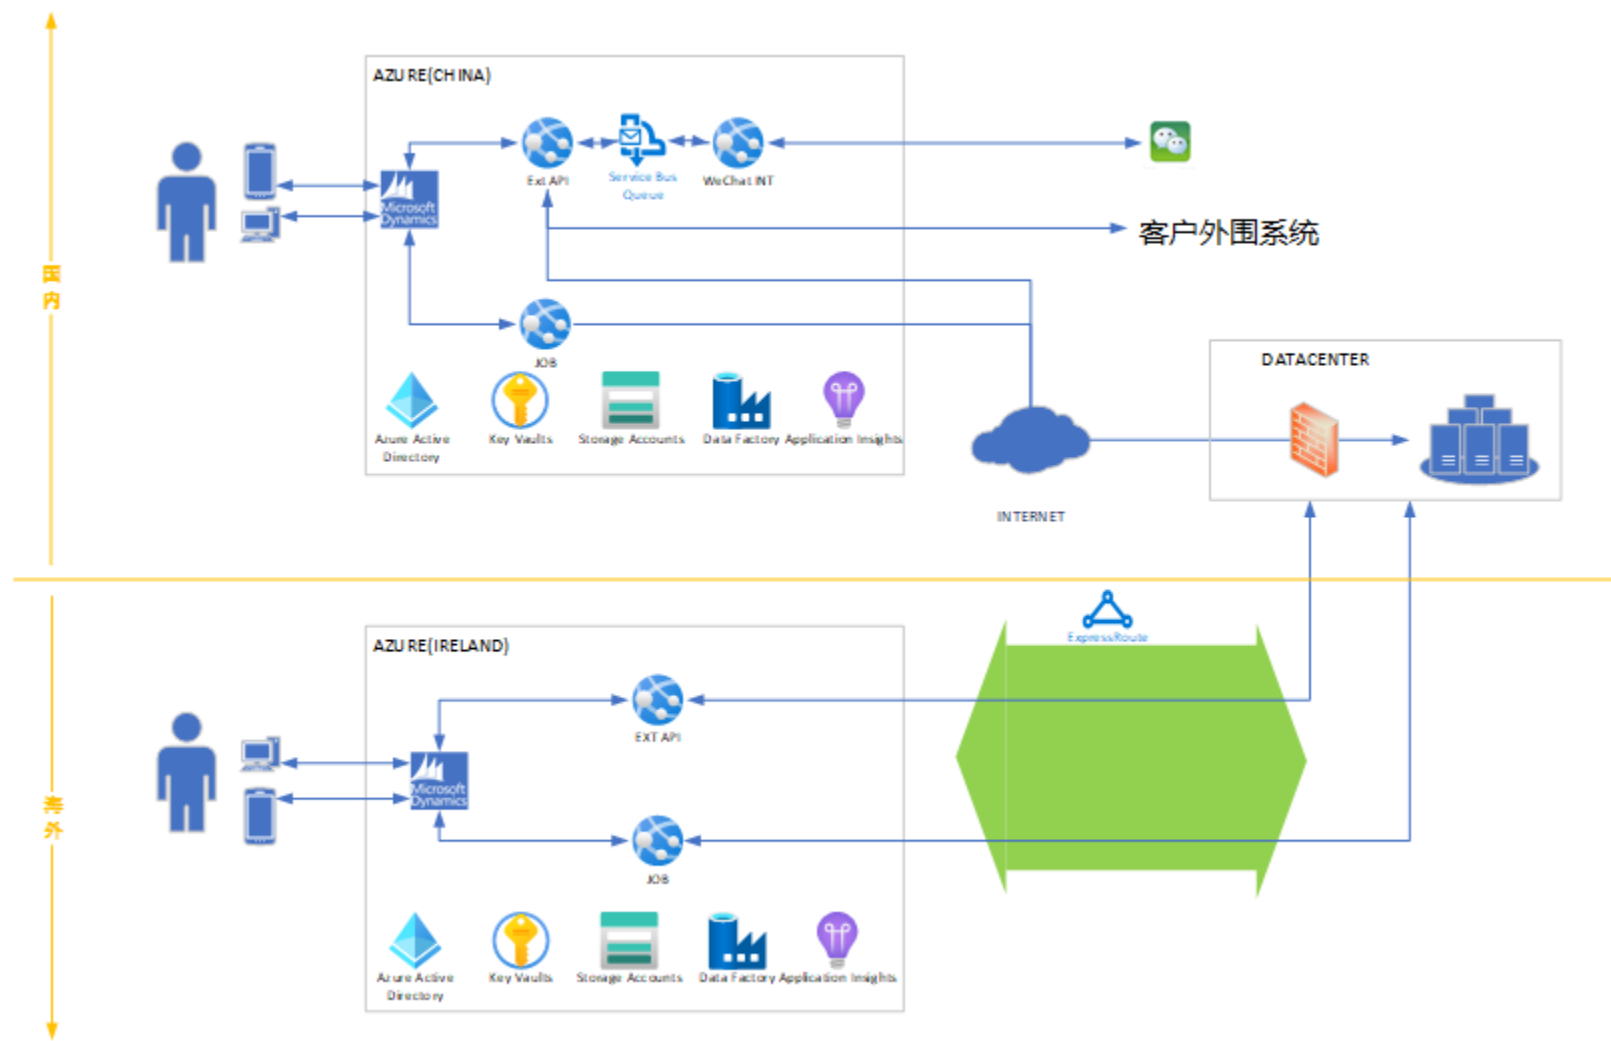 AZURE(CHINA)
Ext API
Service Bus
Queue
WeChat INT
Microsoft
Dynamics
客户外围系统
国
内
JOB
DATACENTER
Azure Active
Directory
Key Vaults
Storage Accounts
Data Factory
Application Insights
INTERNET
ExpressRoute
AZURE(IRELAND)
EXT API
Microsoft
Dynamics
海
外
JOB
Azure Active
Directory
Key Vaults
Storage Accounts
Data Factory
Application Insights